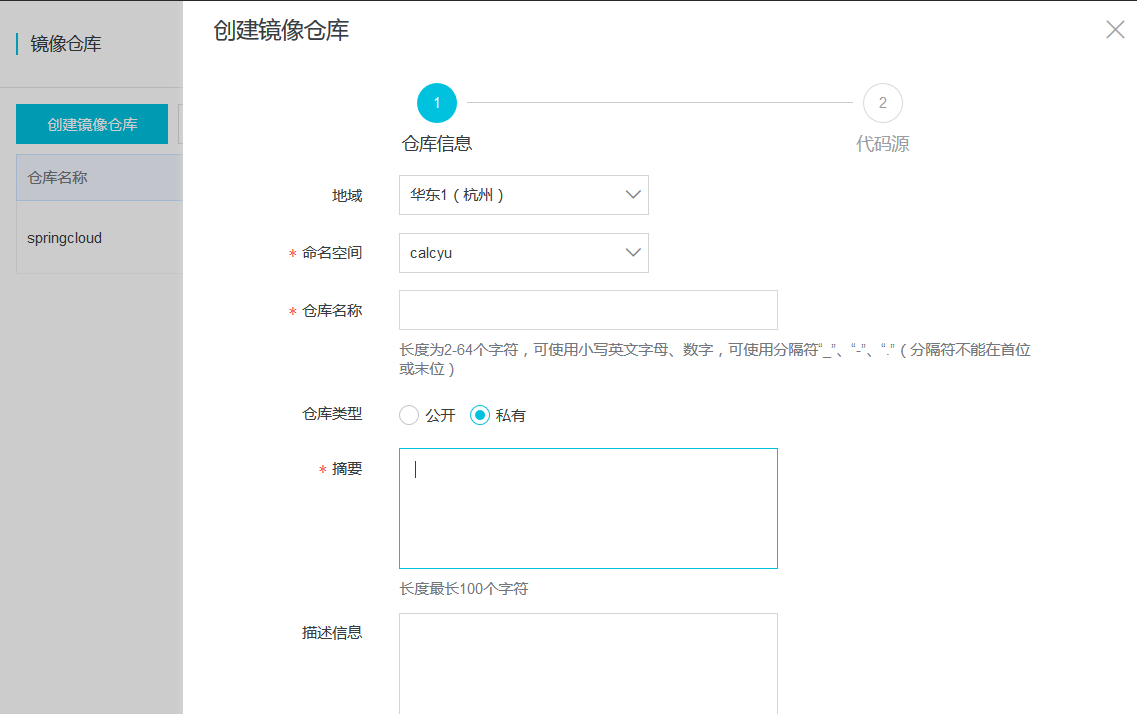 创建镜像仓库
镜像仓库
1
2
仓库信息
代码源
创建镜像仓库
仓库名称
springcloud
地域
华东1（杭州）
* 命名空间
calcyu
* 仓库名称
长度为2-64个字符，可使用小写英文字母、数字，可使用分隔符“_”、“-”、“.”（分隔符不能在首位
或末位）
仓库类型
公开
私有
* 摘要
长度最长100个字符
描述信息